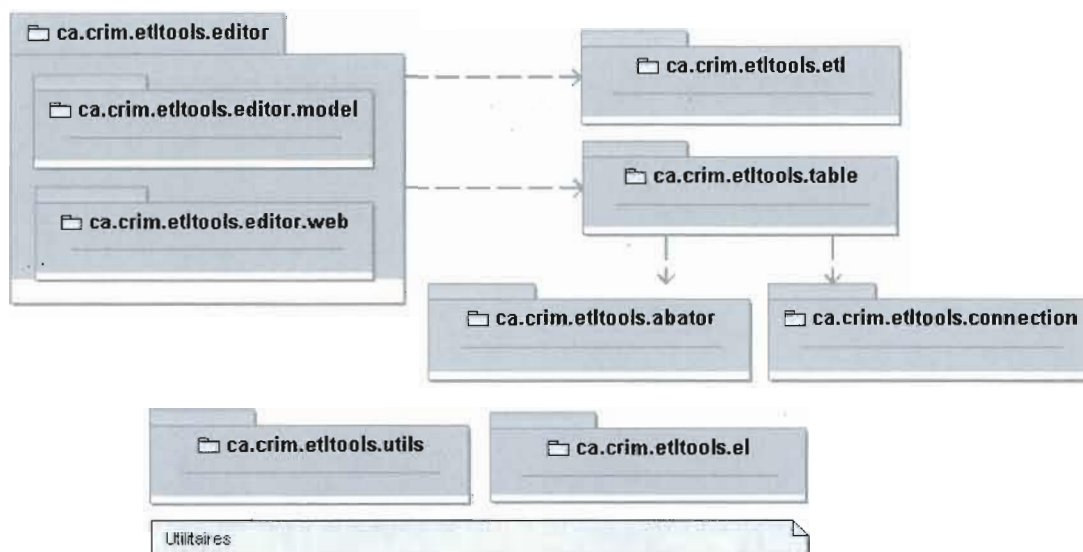 ca.crim.etltools.editor
ca.crim.etltools.editor.model
ca.crim.etltools.editor.web
ca.crim.etltools.etl
ca.crim.etltools.table
ca.crim.etltools.abator
ca.crim.etltools.connection
ca.crim.etltools.utils
ca.crim.etltools.el
Utilitaires